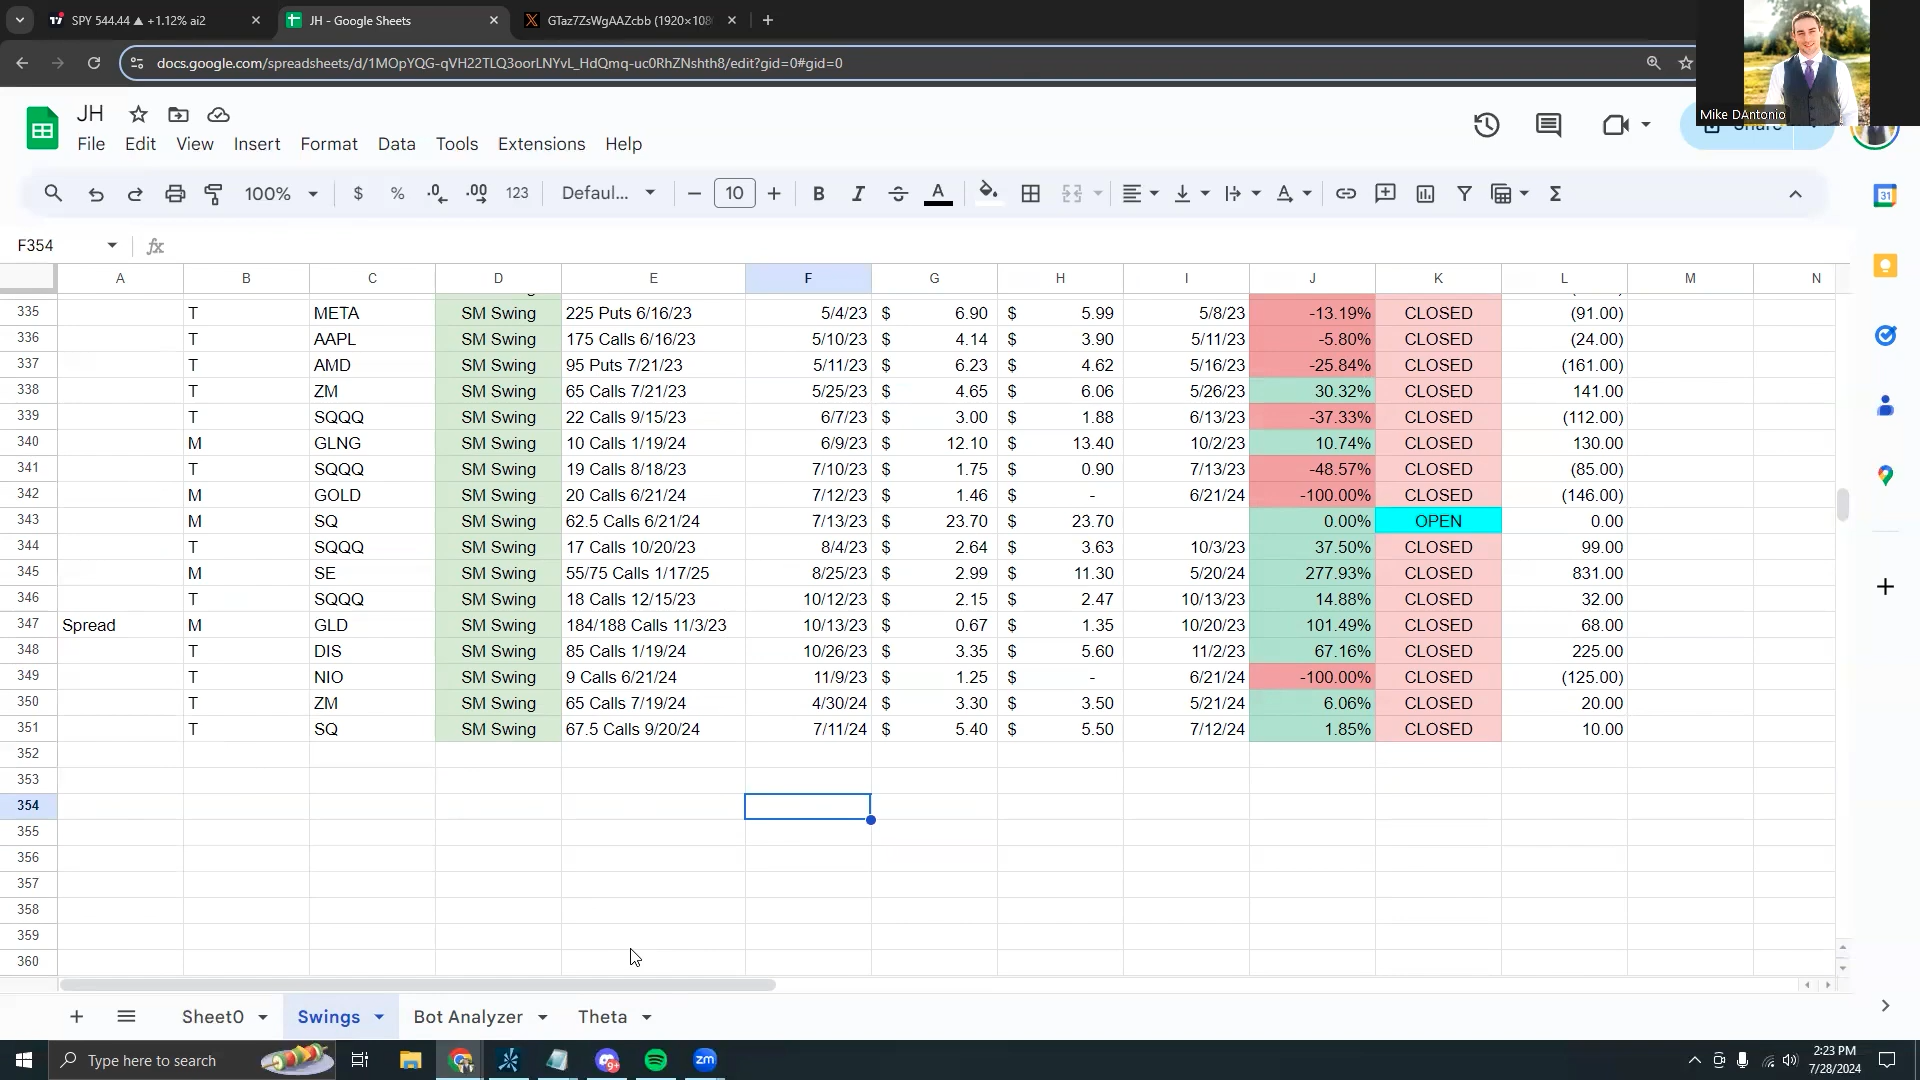 SPY 544.44 ▲ +1.12% ai2
JH - Google Sheets
GTaz7ZsWgAAZcbb (1920×108
docs.google.com/spreadsheets/d/1MOpYQG-qVH22TLQ3oorLNYvL_HdQmq-uc0RhZNshth8/edit?gid=0#gid=0
Mike DAntonio
JH
Share
File Edit View Insert Format Data Tools Extensions Help
100% $ % .0 .00 123 Defaul... 10 B I A Σ
31
F354 fx
A B C D E F G H I J K L M N
335 T META SM Swing 225 Puts 6/16/23 5/4/23 $ 6.90 $ 5.99 5/8/23 -13.19% CLOSED (91.00)
336 T AAPL SM Swing 175 Calls 6/16/23 5/10/23 $ 4.14 $ 3.90 5/11/23 -5.80% CLOSED (24.00)
337 T AMD SM Swing 95 Puts 7/21/23 5/11/23 $ 6.23 $ 4.62 5/16/23 -25.84% CLOSED (161.00)
338 T ZM SM Swing 65 Calls 7/21/23 5/25/23 $ 4.65 $ 6.06 5/26/23 30.32% CLOSED 141.00
339 T SQQQ SM Swing 22 Calls 9/15/23 6/7/23 $ 3.00 $ 1.88 6/13/23 -37.33% CLOSED (112.00)
340 M GLNG SM Swing 10 Calls 1/19/24 6/9/23 $ 12.10 $ 13.40 10/2/23 10.74% CLOSED 130.00
341 T SQQQ SM Swing 19 Calls 8/18/23 7/10/23 $ 1.75 $ 0.90 7/13/23 -48.57% CLOSED (85.00)
342 M GOLD SM Swing 20 Calls 6/21/24 7/12/23 $ 1.46 $ - 6/21/24 -100.00% CLOSED (146.00)
343 M SQ SM Swing 62.5 Calls 6/21/24 7/13/23 $ 23.70 $ 23.70 0.00% OPEN 0.00
344 T SQQQ SM Swing 17 Calls 10/20/23 8/4/23 $ 2.64 $ 3.63 10/3/23 37.50% CLOSED 99.00
345 M SE SM Swing 55/75 Calls 1/17/25 8/25/23 $ 2.99 $ 11.30 5/20/24 277.93% CLOSED 831.00
346 T SQQQ SM Swing 18 Calls 12/15/23 10/12/23 $ 2.15 $ 2.47 10/13/23 14.88% CLOSED 32.00
347 Spread M GLD SM Swing 184/188 Calls 11/3/23 10/13/23 $ 0.67 $ 1.35 10/20/23 101.49% CLOSED 68.00
348 T DIS SM Swing 85 Calls 1/19/24 10/26/23 $ 3.35 $ 5.60 11/2/23 67.16% CLOSED 225.00
349 T NIO SM Swing 9 Calls 6/21/24 11/9/23 $ 1.25 $ - 6/21/24 -100.00% CLOSED (125.00)
350 T ZM SM Swing 65 Calls 7/19/24 4/30/24 $ 3.30 $ 3.50 5/21/24 6.06% CLOSED 20.00
351 T SQ SM Swing 67.5 Calls 9/20/24 7/11/24 $ 5.40 $ 5.50 7/12/24 1.85% CLOSED 10.00
352
353
354
355
356
357
358
359
360
Sheet0 Swings Bot Analyzer Theta
Type here to search
zm
2:23 PM
7/28/2024